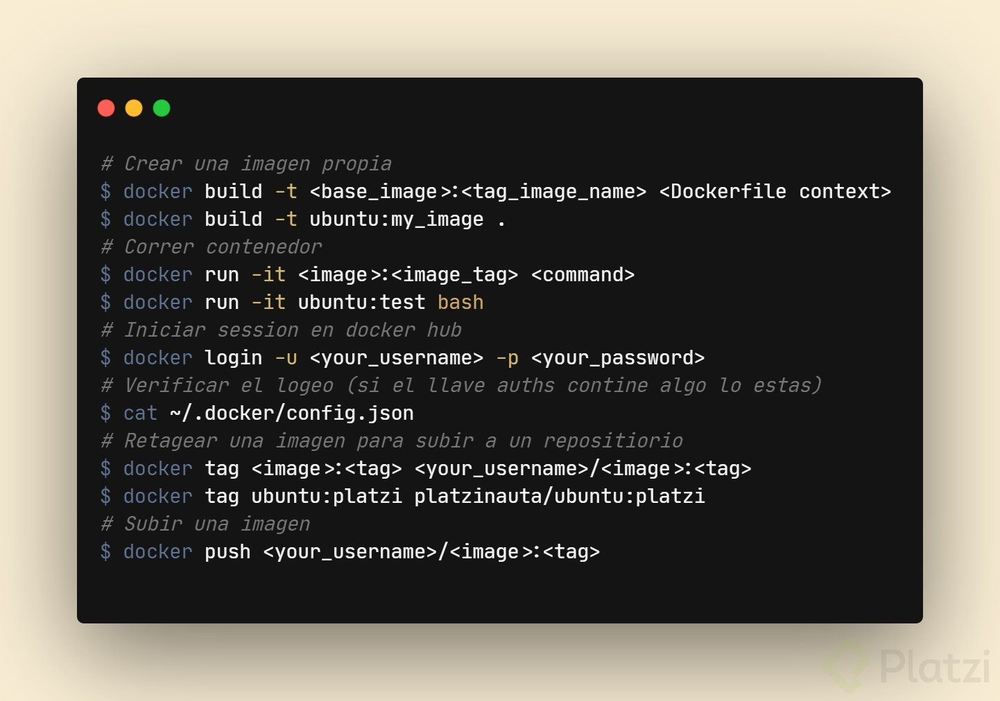 # Crear una imagen propia
$ docker build -t <base_image>:<tag_image_name> <Dockerfile context>
$ docker build -t ubuntu:my_image .
# Correr contenedor
$ docker run -it <image>:<image_tag> <command>
$ docker run -it ubuntu:test bash
# Iniciar session en docker hub
$ docker login -u <your_username> -p <your_password>
# Verificar el logeo (si el llave auths contine algo lo estas)
$ cat ~/.docker/config.json
# Retagear una imagen para subir a un repositiorio
$ docker tag <image>:<tag> <your_username>/<image>:<tag>
$ docker tag ubuntu:platzi platzinauta/ubuntu:platzi
# Subir una imagen
$ docker push <your_username>/<image>:<tag>
Platzi